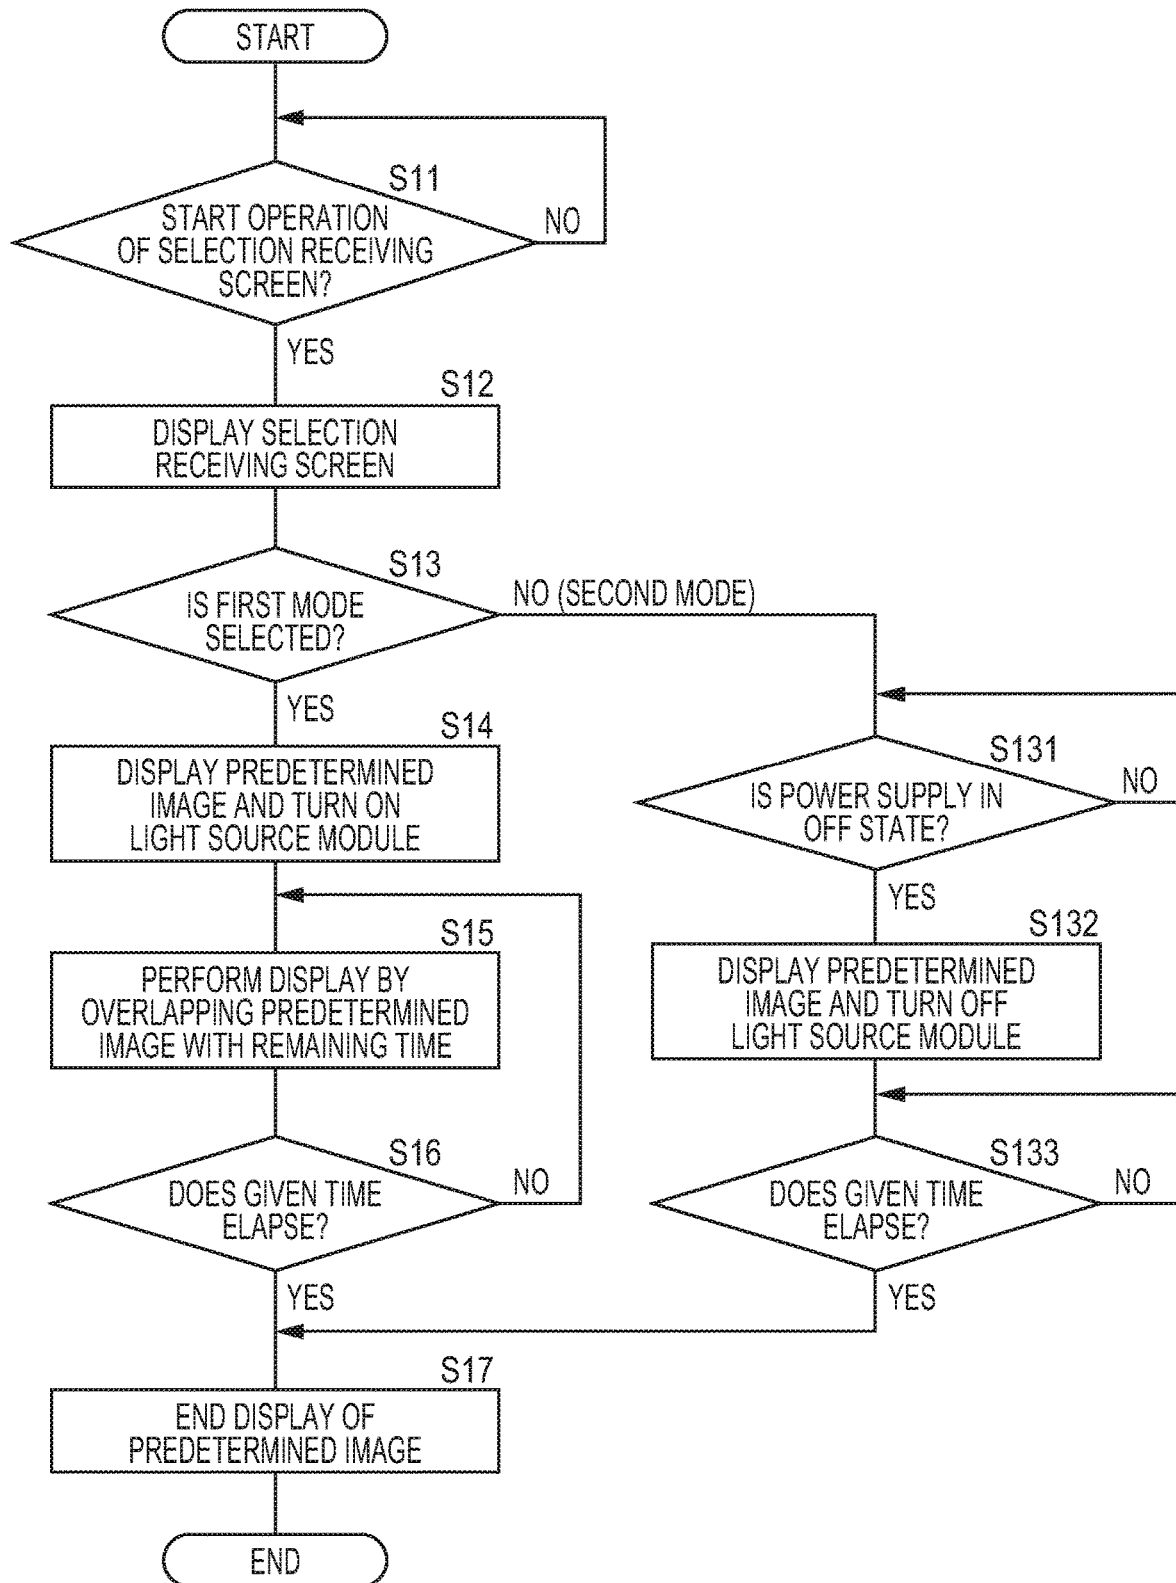 START
S11
START OPERATION
OF SELECTION RECEIVING
SCREEN?
NO
YES
S12
DISPLAY SELECTION
RECEIVING SCREEN
S13
IS FIRST MODE
SELECTED?
NO (SECOND MODE)
YES
S14
DISPLAY PREDETERMINED
IMAGE AND TURN ON
LIGHT SOURCE MODULE
S15
PERFORM DISPLAY BY
OVERLAPPING PREDETERMINED
IMAGE WITH REMAINING TIME
S16
DOES GIVEN TIME
ELAPSE?
NO
YES
S131
IS POWER SUPPLY IN
OFF STATE?
NO
YES
S132
DISPLAY PREDETERMINED
IMAGE AND TURN OFF
LIGHT SOURCE MODULE
S133
DOES GIVEN TIME
ELAPSE?
NO
YES
S17
END DISPLAY OF
PREDETERMINED IMAGE
END